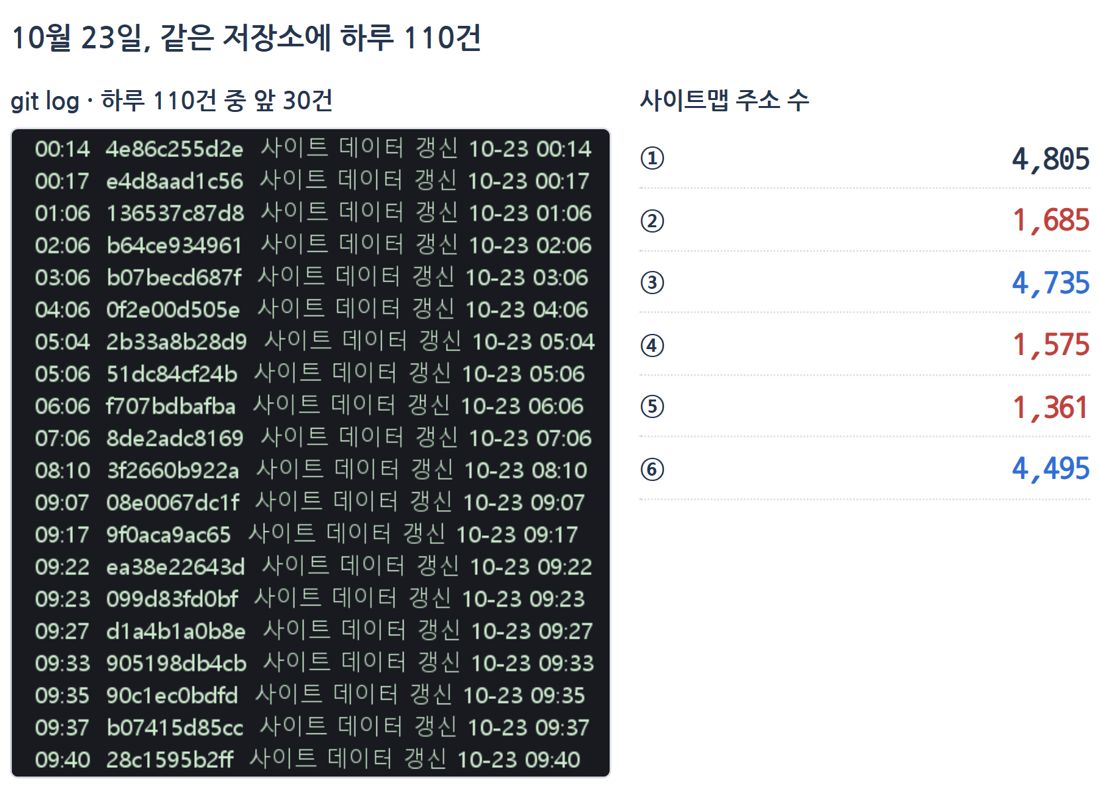 10월 23일, 같은 저장소에 하루 110건
git log · 하루 110건 중 앞 30건
00:14 4e86c255d2e 사이트 데이터 갱신 10-23 00:14
00:17 e4d8aad1c56 사이트 데이터 갱신 10-23 00:17
01:06 136537c87d8 사이트 데이터 갱신 10-23 01:06
02:06 b64ce934961 사이트 데이터 갱신 10-23 02:06
03:06 b07becd687f 사이트 데이터 갱신 10-23 03:06
04:06 0f2e00d505e 사이트 데이터 갱신 10-23 04:06
05:04 2b33a8b28d9 사이트 데이터 갱신 10-23 05:04
05:06 51dc84cf24b 사이트 데이터 갱신 10-23 05:06
06:06 f707bdbafba 사이트 데이터 갱신 10-23 06:06
07:06 8de2adc8169 사이트 데이터 갱신 10-23 07:06
08:10 3f2660b922a 사이트 데이터 갱신 10-23 08:10
09:07 08e0067dc1f 사이트 데이터 갱신 10-23 09:07
09:17 9f0aca9ac65 사이트 데이터 갱신 10-23 09:17
09:22 ea38e22643d 사이트 데이터 갱신 10-23 09:22
09:23 099d83fd0bf 사이트 데이터 갱신 10-23 09:23
09:27 d1a4b1a0b8e 사이트 데이터 갱신 10-23 09:27
09:33 905198db4cb 사이트 데이터 갱신 10-23 09:33
09:35 90c1ec0bdfd 사이트 데이터 갱신 10-23 09:35
09:37 b07415d85cc 사이트 데이터 갱신 10-23 09:37
09:40 28c1595b2ff 사이트 데이터 갱신 10-23 09:40
사이트맵 주소 수
① 4,805
② 1,685
③ 4,735
④ 1,575
⑤ 1,361
⑥ 4,495